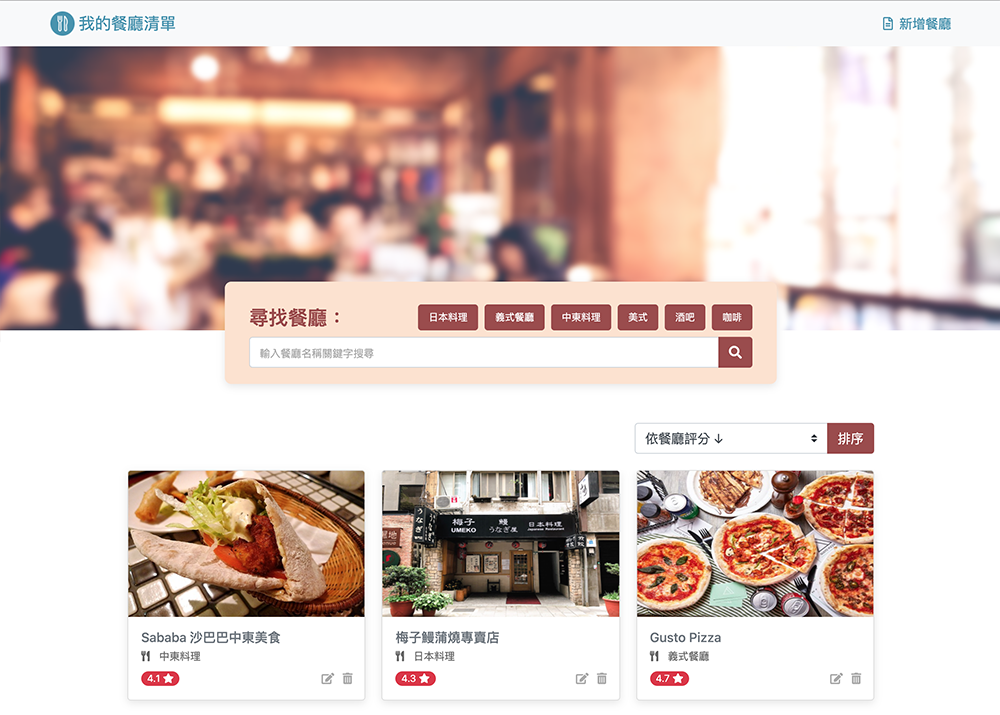 我的餐廳清單
新增餐廳
尋找餐廳：
日本料理 義式餐廳 中東料理 美式 酒吧 咖啡
輸入餐廳名稱關鍵字搜尋
依餐廳評分 ↓ 排序
梅子 鰻 日本料理
UMEKO うなぎ屋 Japanese Restaurant
うなぎ
Sababa 沙巴巴中東美食
中東料理
4.1
梅子鰻蒲燒專賣店
日本料理
4.3
Gusto Pizza
義式餐廳
4.7